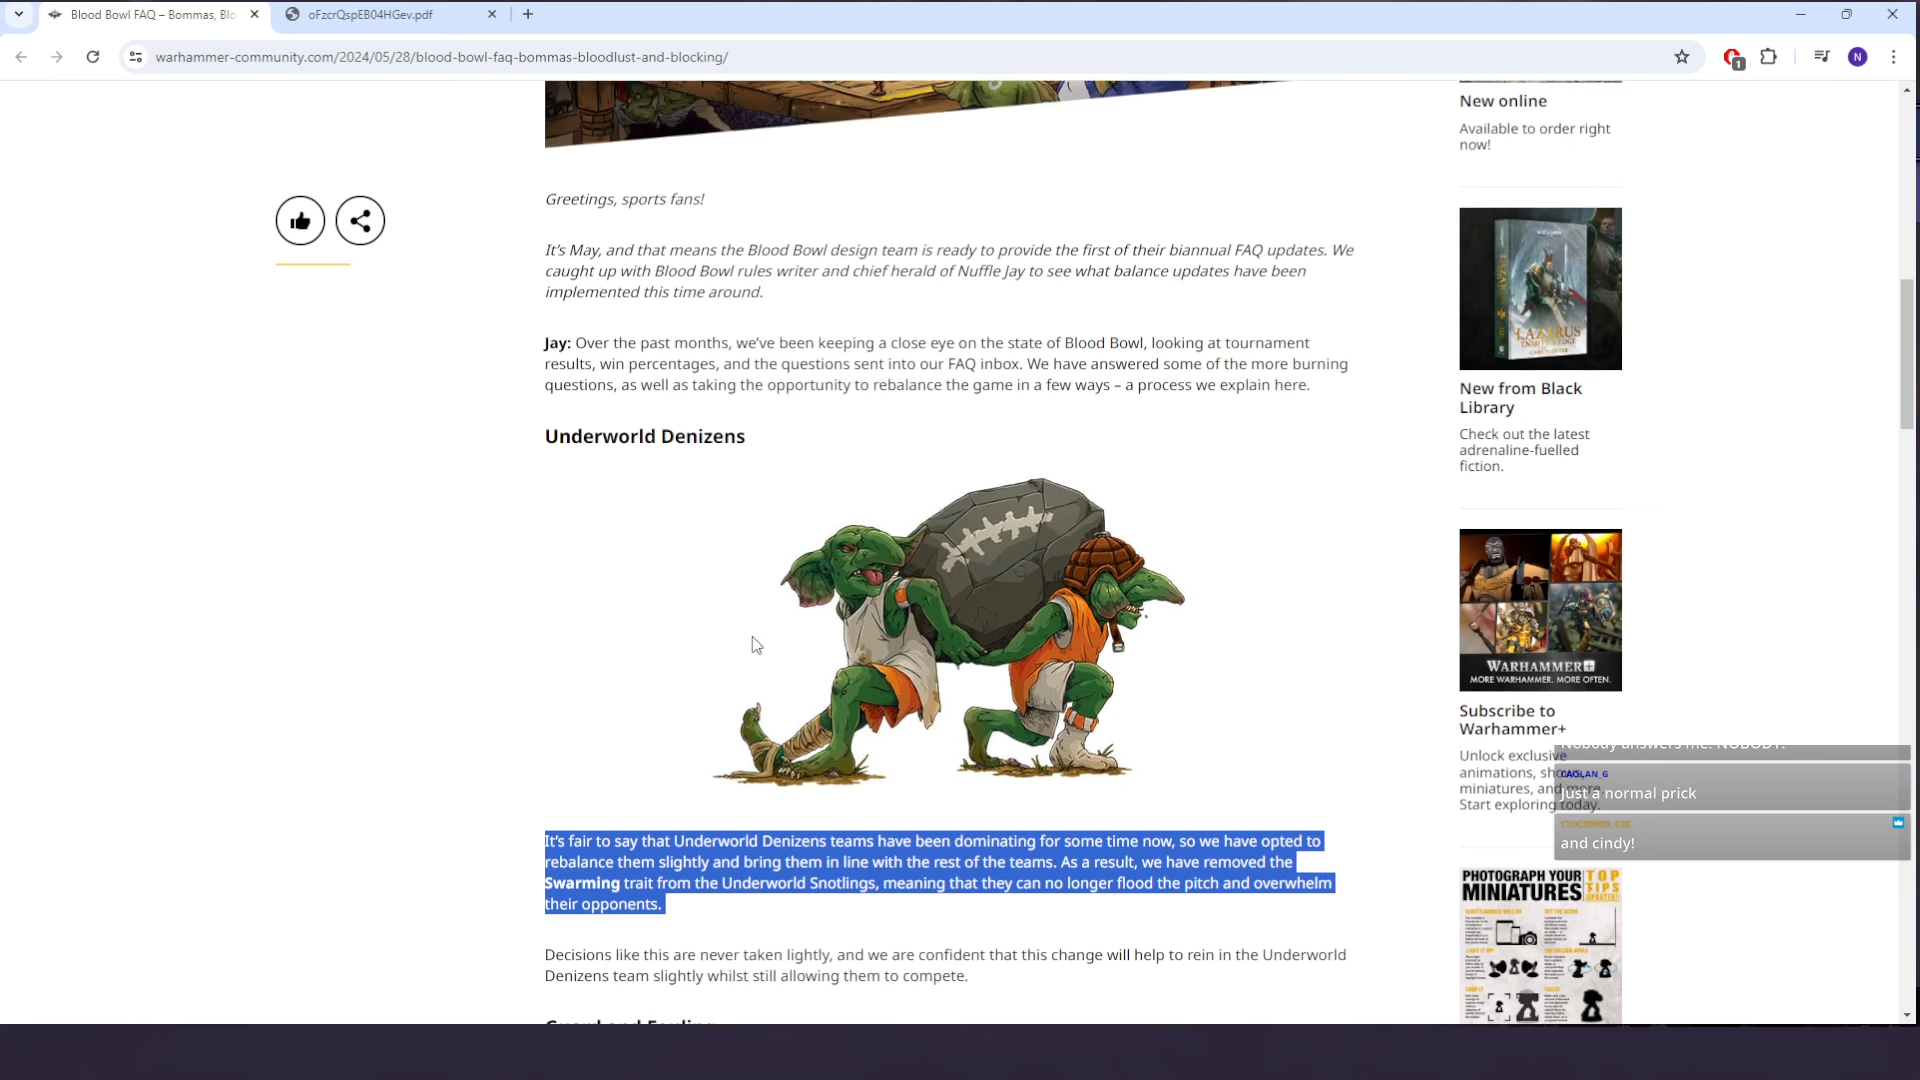 Blood Bowl FAQ – Bommas, Blo
oFzcrQspEB04HGev.pdf
warhammer-community.com/2024/05/28/blood-bowl-faq-bommas-bloodlust-and-blocking/
1
N
New online
Available to order right
now!
Greetings, sports fans!
It's May, and that means the Blood Bowl design team is ready to provide the first of their biannual FAQ updates. We
caught up with Blood Bowl rules writer and chief herald of Nuffle Jay to see what balance updates have been
implemented this time around.
Jay: Over the past months, we've been keeping a close eye on the state of Blood Bowl, looking at tournament
results, win percentages, and the questions sent into our FAQ inbox. We have answered some of the more burning
questions, as well as taking the opportunity to rebalance the game in a few ways – a process we explain here.
Underworld Denizens
It's fair to say that Underworld Denizens teams have been dominating for some time now, so we have opted to
rebalance them slightly and bring them in line with the rest of the teams. As a result, we have removed the
Swarming trait from the Underworld Snotlings, meaning that they can no longer flood the pitch and overwhelm
their opponents.
Decisions like this are never taken lightly, and we are confident that this change will help to rein in the Underworld
Denizens team slightly whilst still allowing them to compete.
LAZARUS
New from Black
Library
Check out the latest
adrenaline-fuelled
fiction.
WARHAMMER+
MORE WARHAMMER. MORE OFTEN.
Subscribe to
Warhammer+
Unlock exclusive
animations, shows,
miniatures, and more.
Start exploring today.
Nobody answers me. NOBODY!
CAGLAN_G
Just a normal prick
and cindy!
PHOTOGRAPH YOUR
MINIATURES
TOP
TIPS